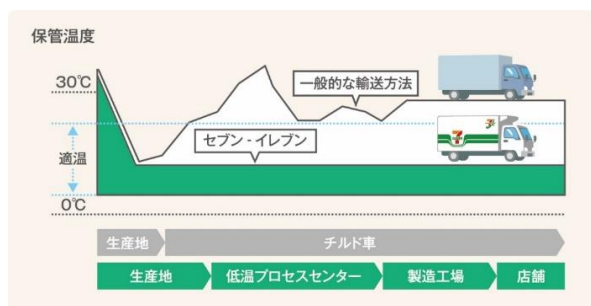 保管温度
30℃
一般的な輸送方法
セブン‐イレブン
適温
0℃
生産地 チルド車
生産地 低温プロセスセンター 製造工場 店舗